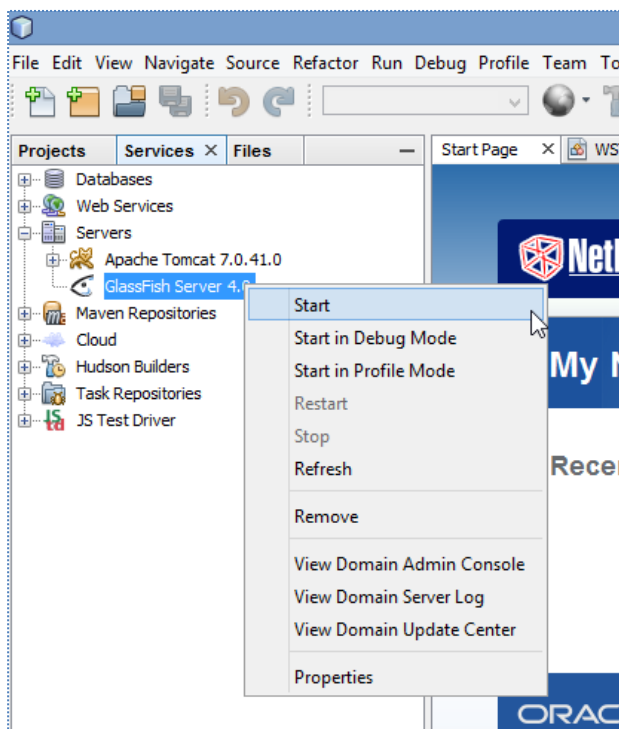 File Edit View Navigate Source Refactor Run Debug Profile Team To
Projects Services Files
Start Page WS
Databases
Web Services
Servers
Apache Tomcat 7.0.41.0
GlassFish Server 4.0
Maven Repositories
Cloud
Hudson Builders
Task Repositories
JS Test Driver
Start
Start in Debug Mode
Start in Profile Mode
Restart
Stop
Refresh
Remove
View Domain Admin Console
View Domain Server Log
View Domain Update Center
Properties
Net
My N
Rece
ORAC